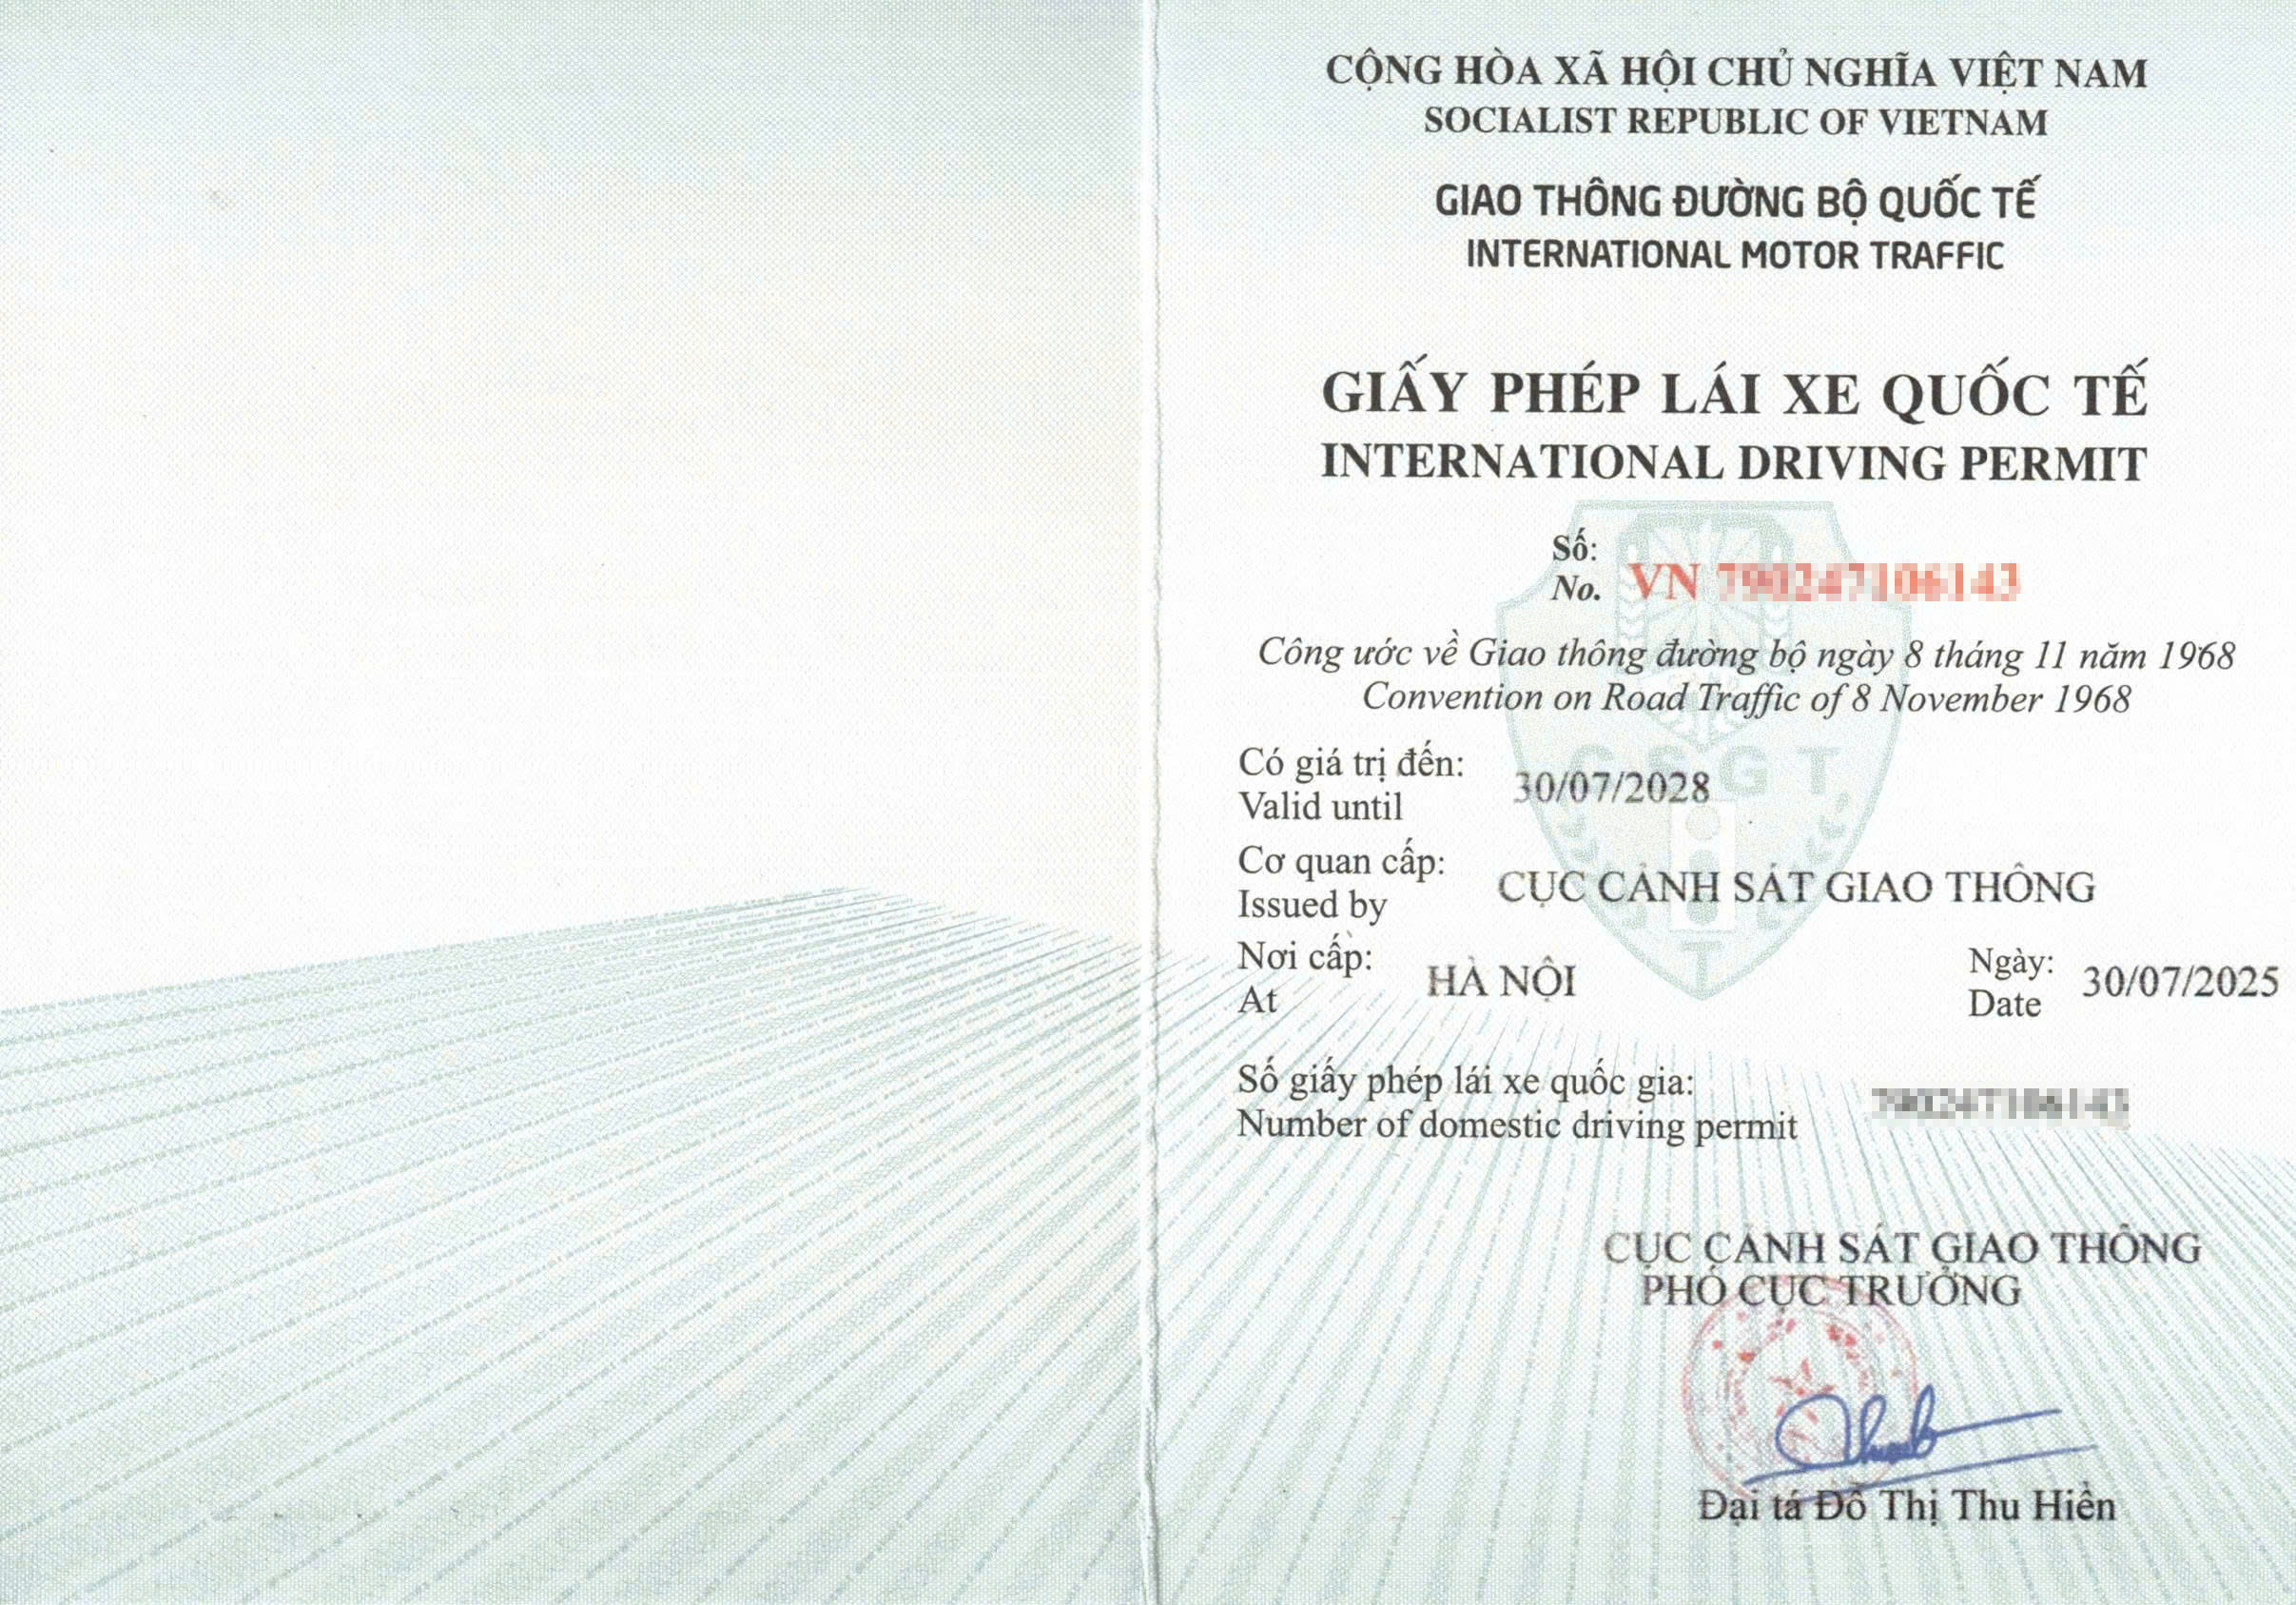 CỘNG HÒA XÃ HỘI CHỦ NGHĨA VIỆT NAM
SOCIALIST REPUBLIC OF VIETNAM
GIAO THÔNG ĐƯỜNG BỘ QUỐC TẾ
INTERNATIONAL MOTOR TRAFFIC
GIẤY PHÉP LÁI XE QUỐC TẾ
INTERNATIONAL DRIVING PERMIT
Số:
No. VN
Công ước về Giao thông đường bộ ngày 8 tháng 11 năm 1968
Convention on Road Traffic of 8 November 1968
CSGT
Có giá trị đến:
Valid until
30/07/2028
Cơ quan cấp:
Issued by
CỤC CẢNH SÁT GIAO THÔNG
Nơi cấp:
At
HÀ NỘI
Ngày:
Date
30/07/2025
Số giấy phép lái xe quốc gia:
Number of domestic driving permit
CỤC CẢNH SÁT GIAO THÔNG
PHÓ CỤC TRƯỞNG
Đại tá Đỗ Thị Thu Hiền